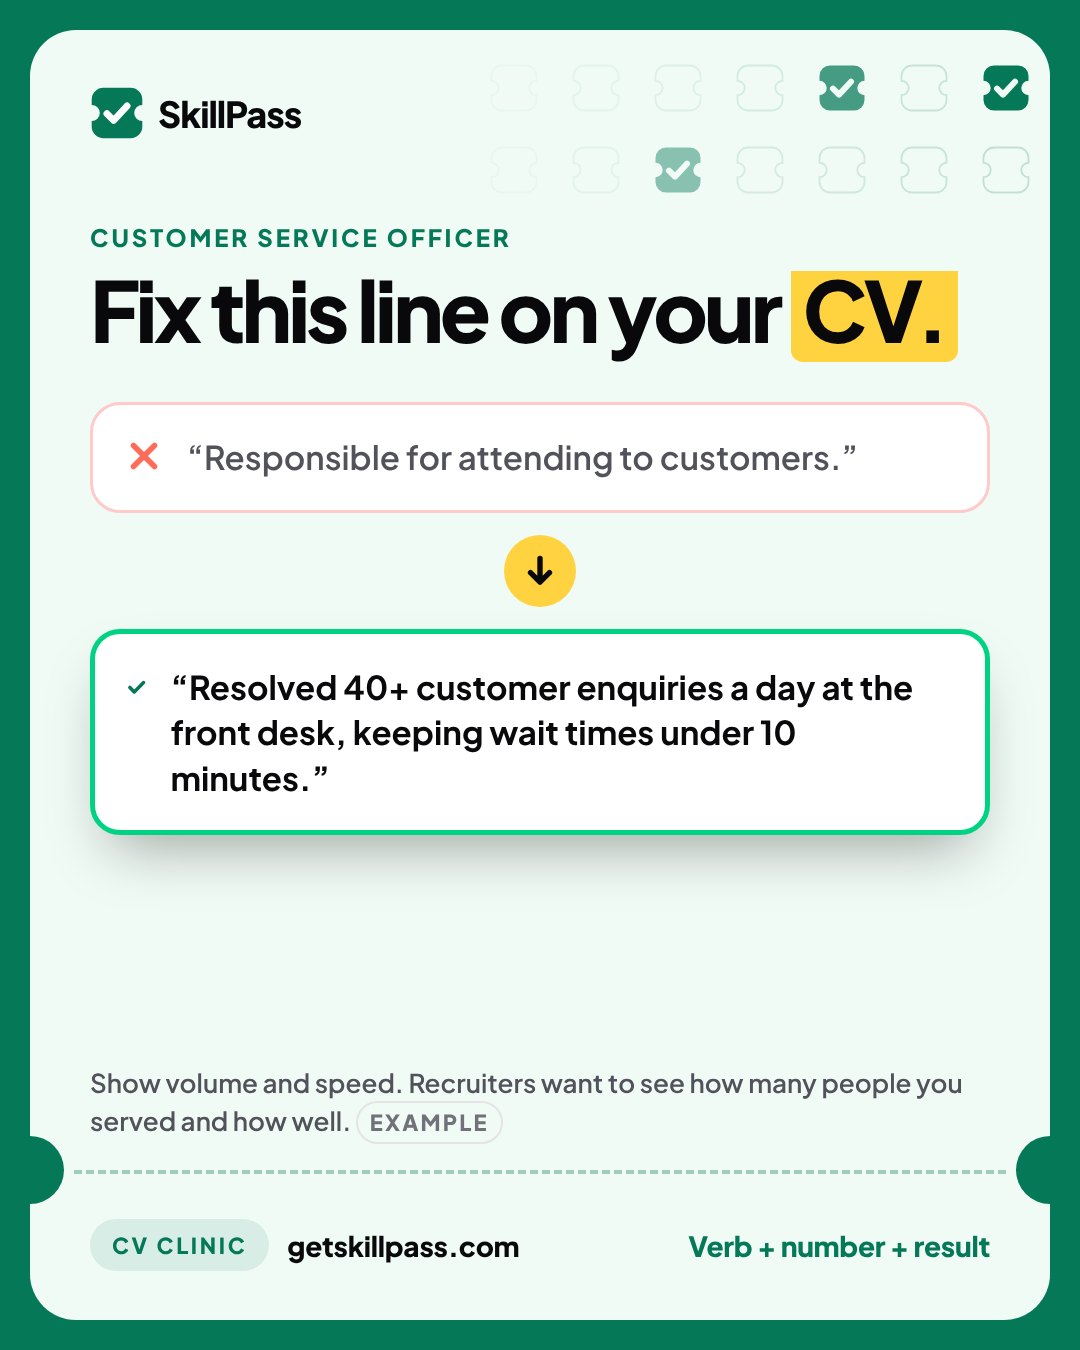 SkillPass
CUSTOMER SERVICE OFFICER
Fix this line on your CV.
“Responsible for attending to customers.”
“Resolved 40+ customer enquiries a day at the
front desk, keeping wait times under 10
minutes.”
Show volume and speed. Recruiters want to see how many people you
served and how well. EXAMPLE
CV CLINIC getskillpass.com Verb + number + result